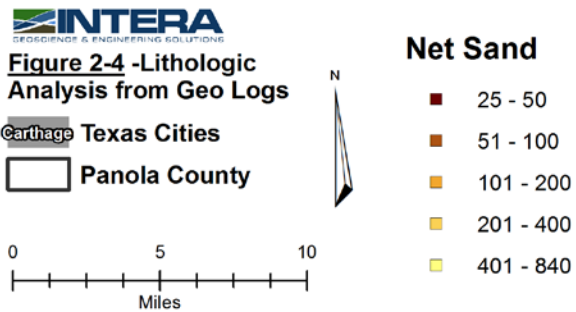 INTERA
GEOSCIENCE & ENGINEERING SOLUTIONS
Figure 2-4 -Lithologic
Analysis from Geo Logs
Carthage Texas Cities
Panola County
N
0 5 10
Miles
Net Sand
25 - 50
51 - 100
101 - 200
201 - 400
401 - 840